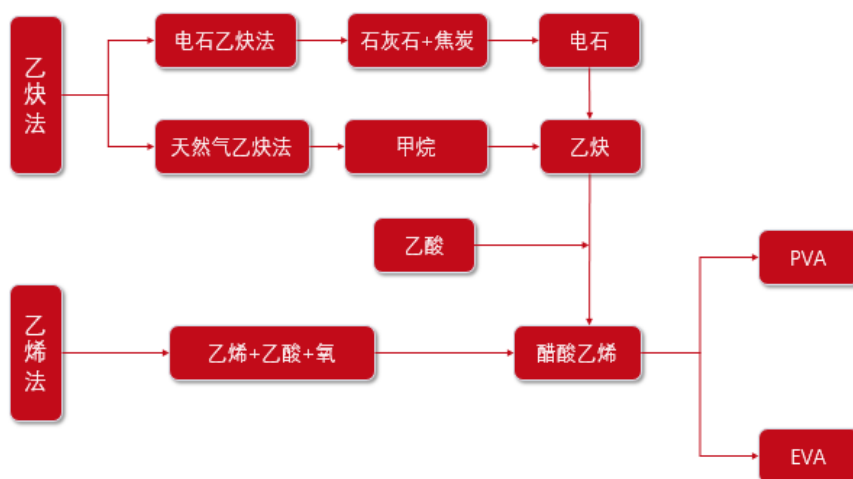 乙炔法
电石乙炔法
石灰石+焦炭
电石
天然气乙炔法
甲烷
乙炔
乙酸
PVA
乙烯法
乙烯+乙酸+氧
醋酸乙烯
EVA